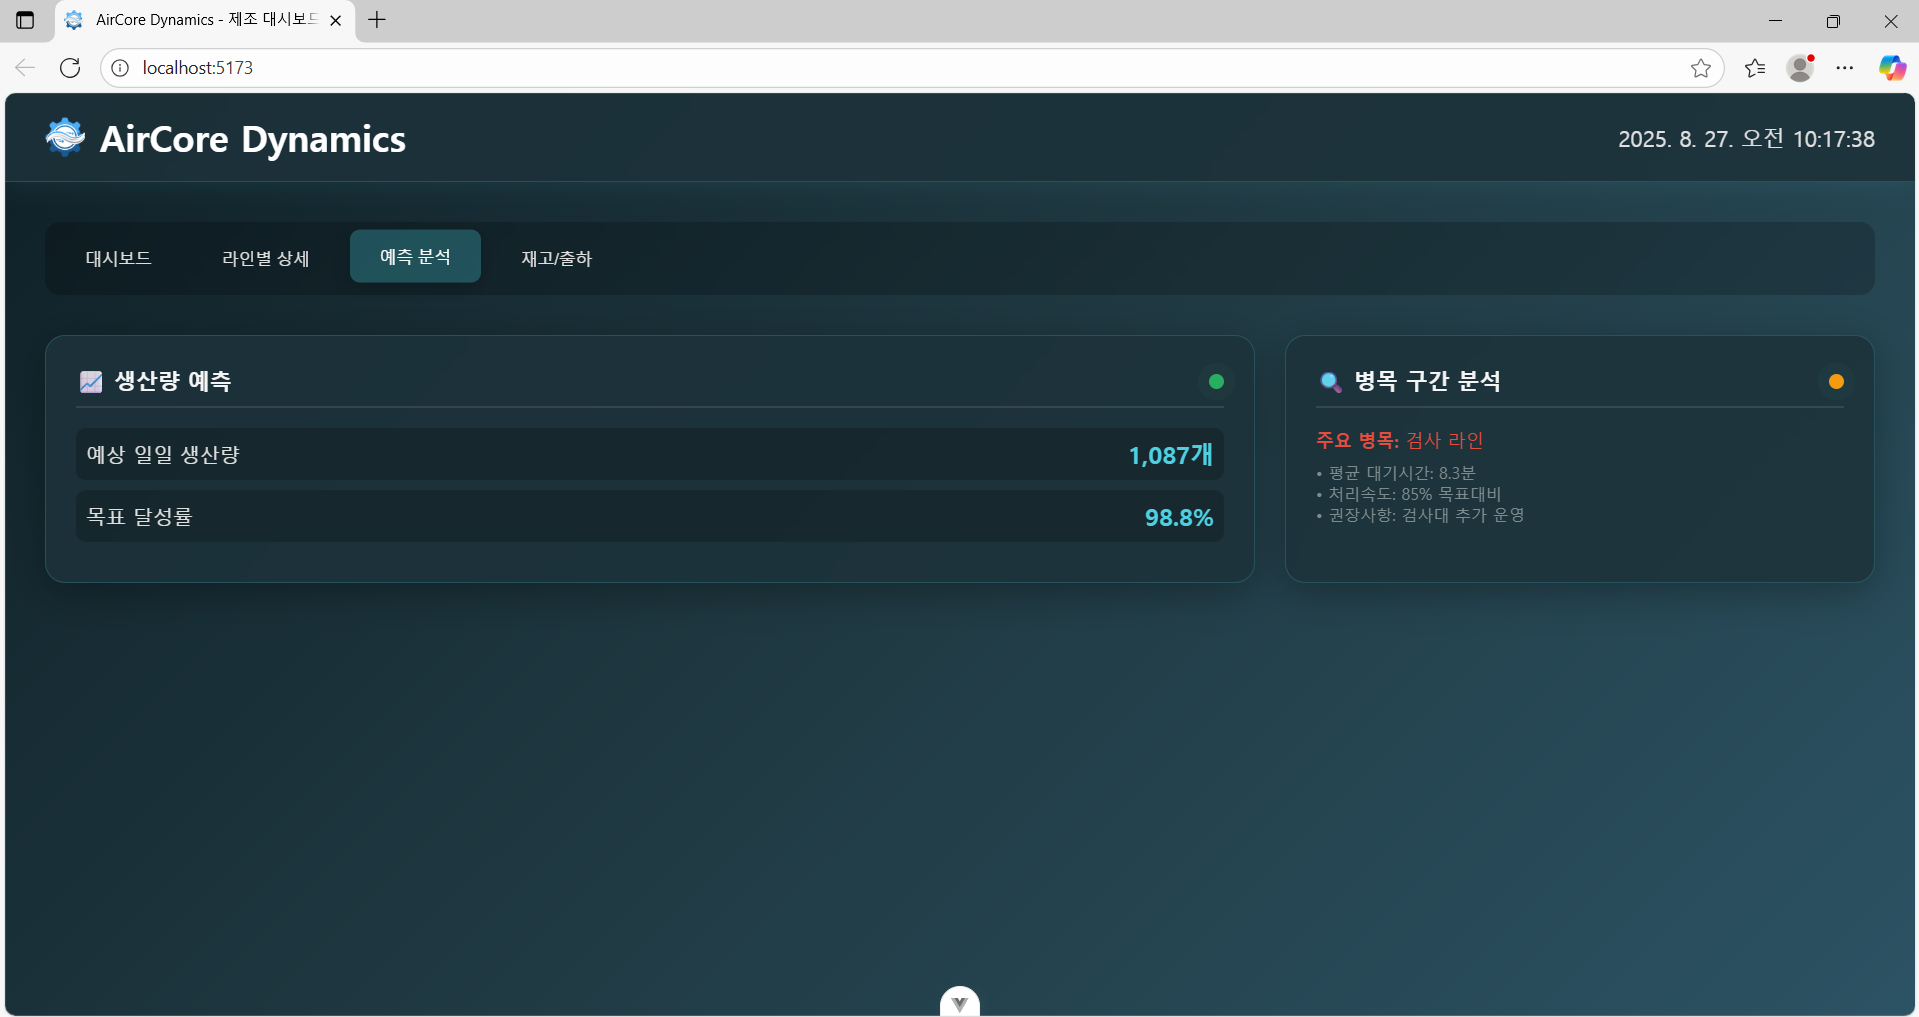 AirCore Dynamics - 제조 대시보드
localhost:5173
AirCore Dynamics
2025. 8. 27. 오전 10:17:38
대시보드
라인별 상세
예측 분석
재고/출하
생산량 예측
예상 일일 생산량
1,087개
목표 달성률
98.8%
병목 구간 분석
주요 병목: 검사 라인
• 평균 대기시간: 8.3분
• 처리속도: 85% 목표대비
• 권장사항: 검사대 추가 운영